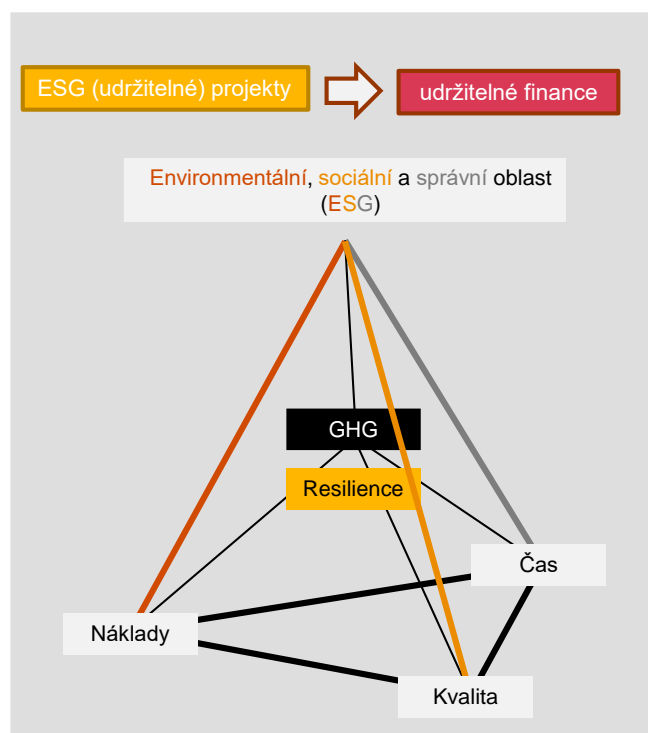 ESG (udržitelné) projekty
udržitelné finance
Environmentální, sociální a správní oblast
(ESG)
GHG
Resilience
Čas
Náklady
Kvalita